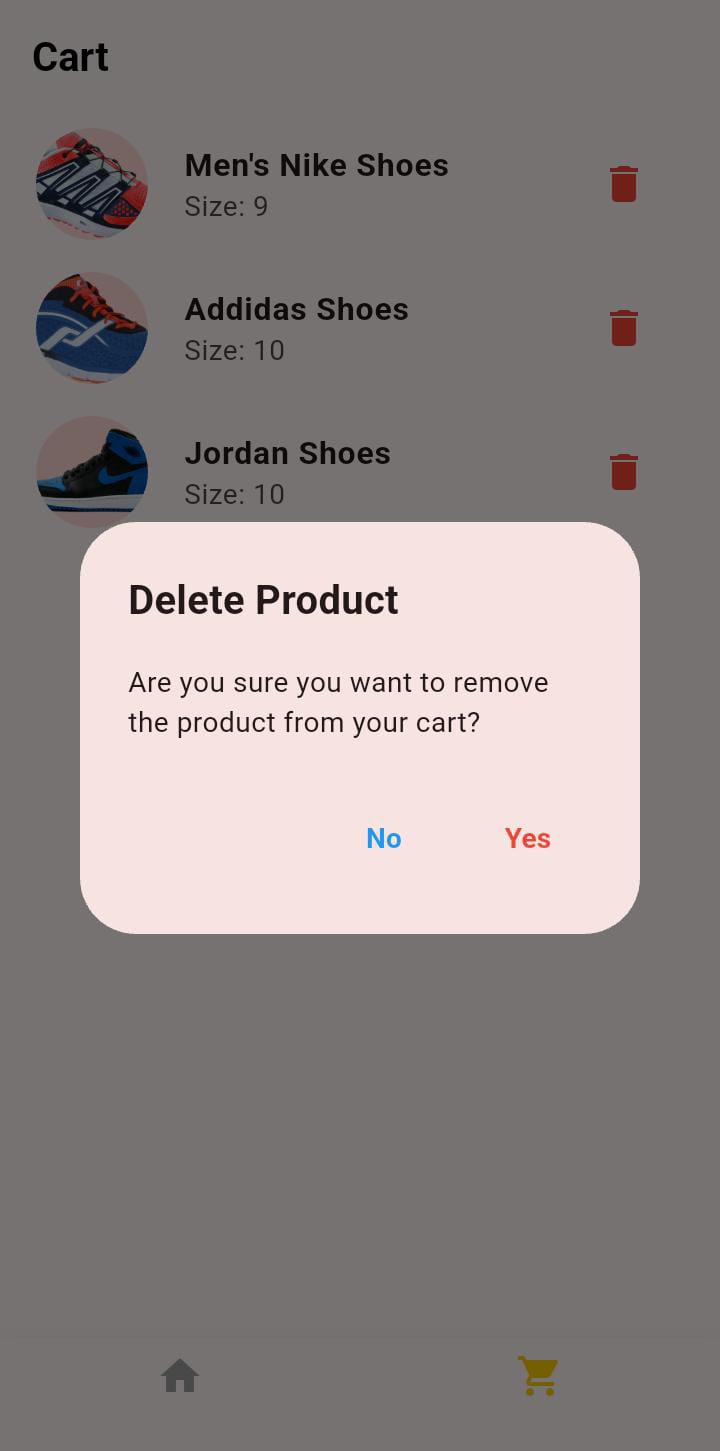 Cart
Men's Nike Shoes
Size: 9
Addidas Shoes
Size: 10
Jordan Shoes
Size: 10
Delete Product
Are you sure you want to remove
the product from your cart?
No Yes